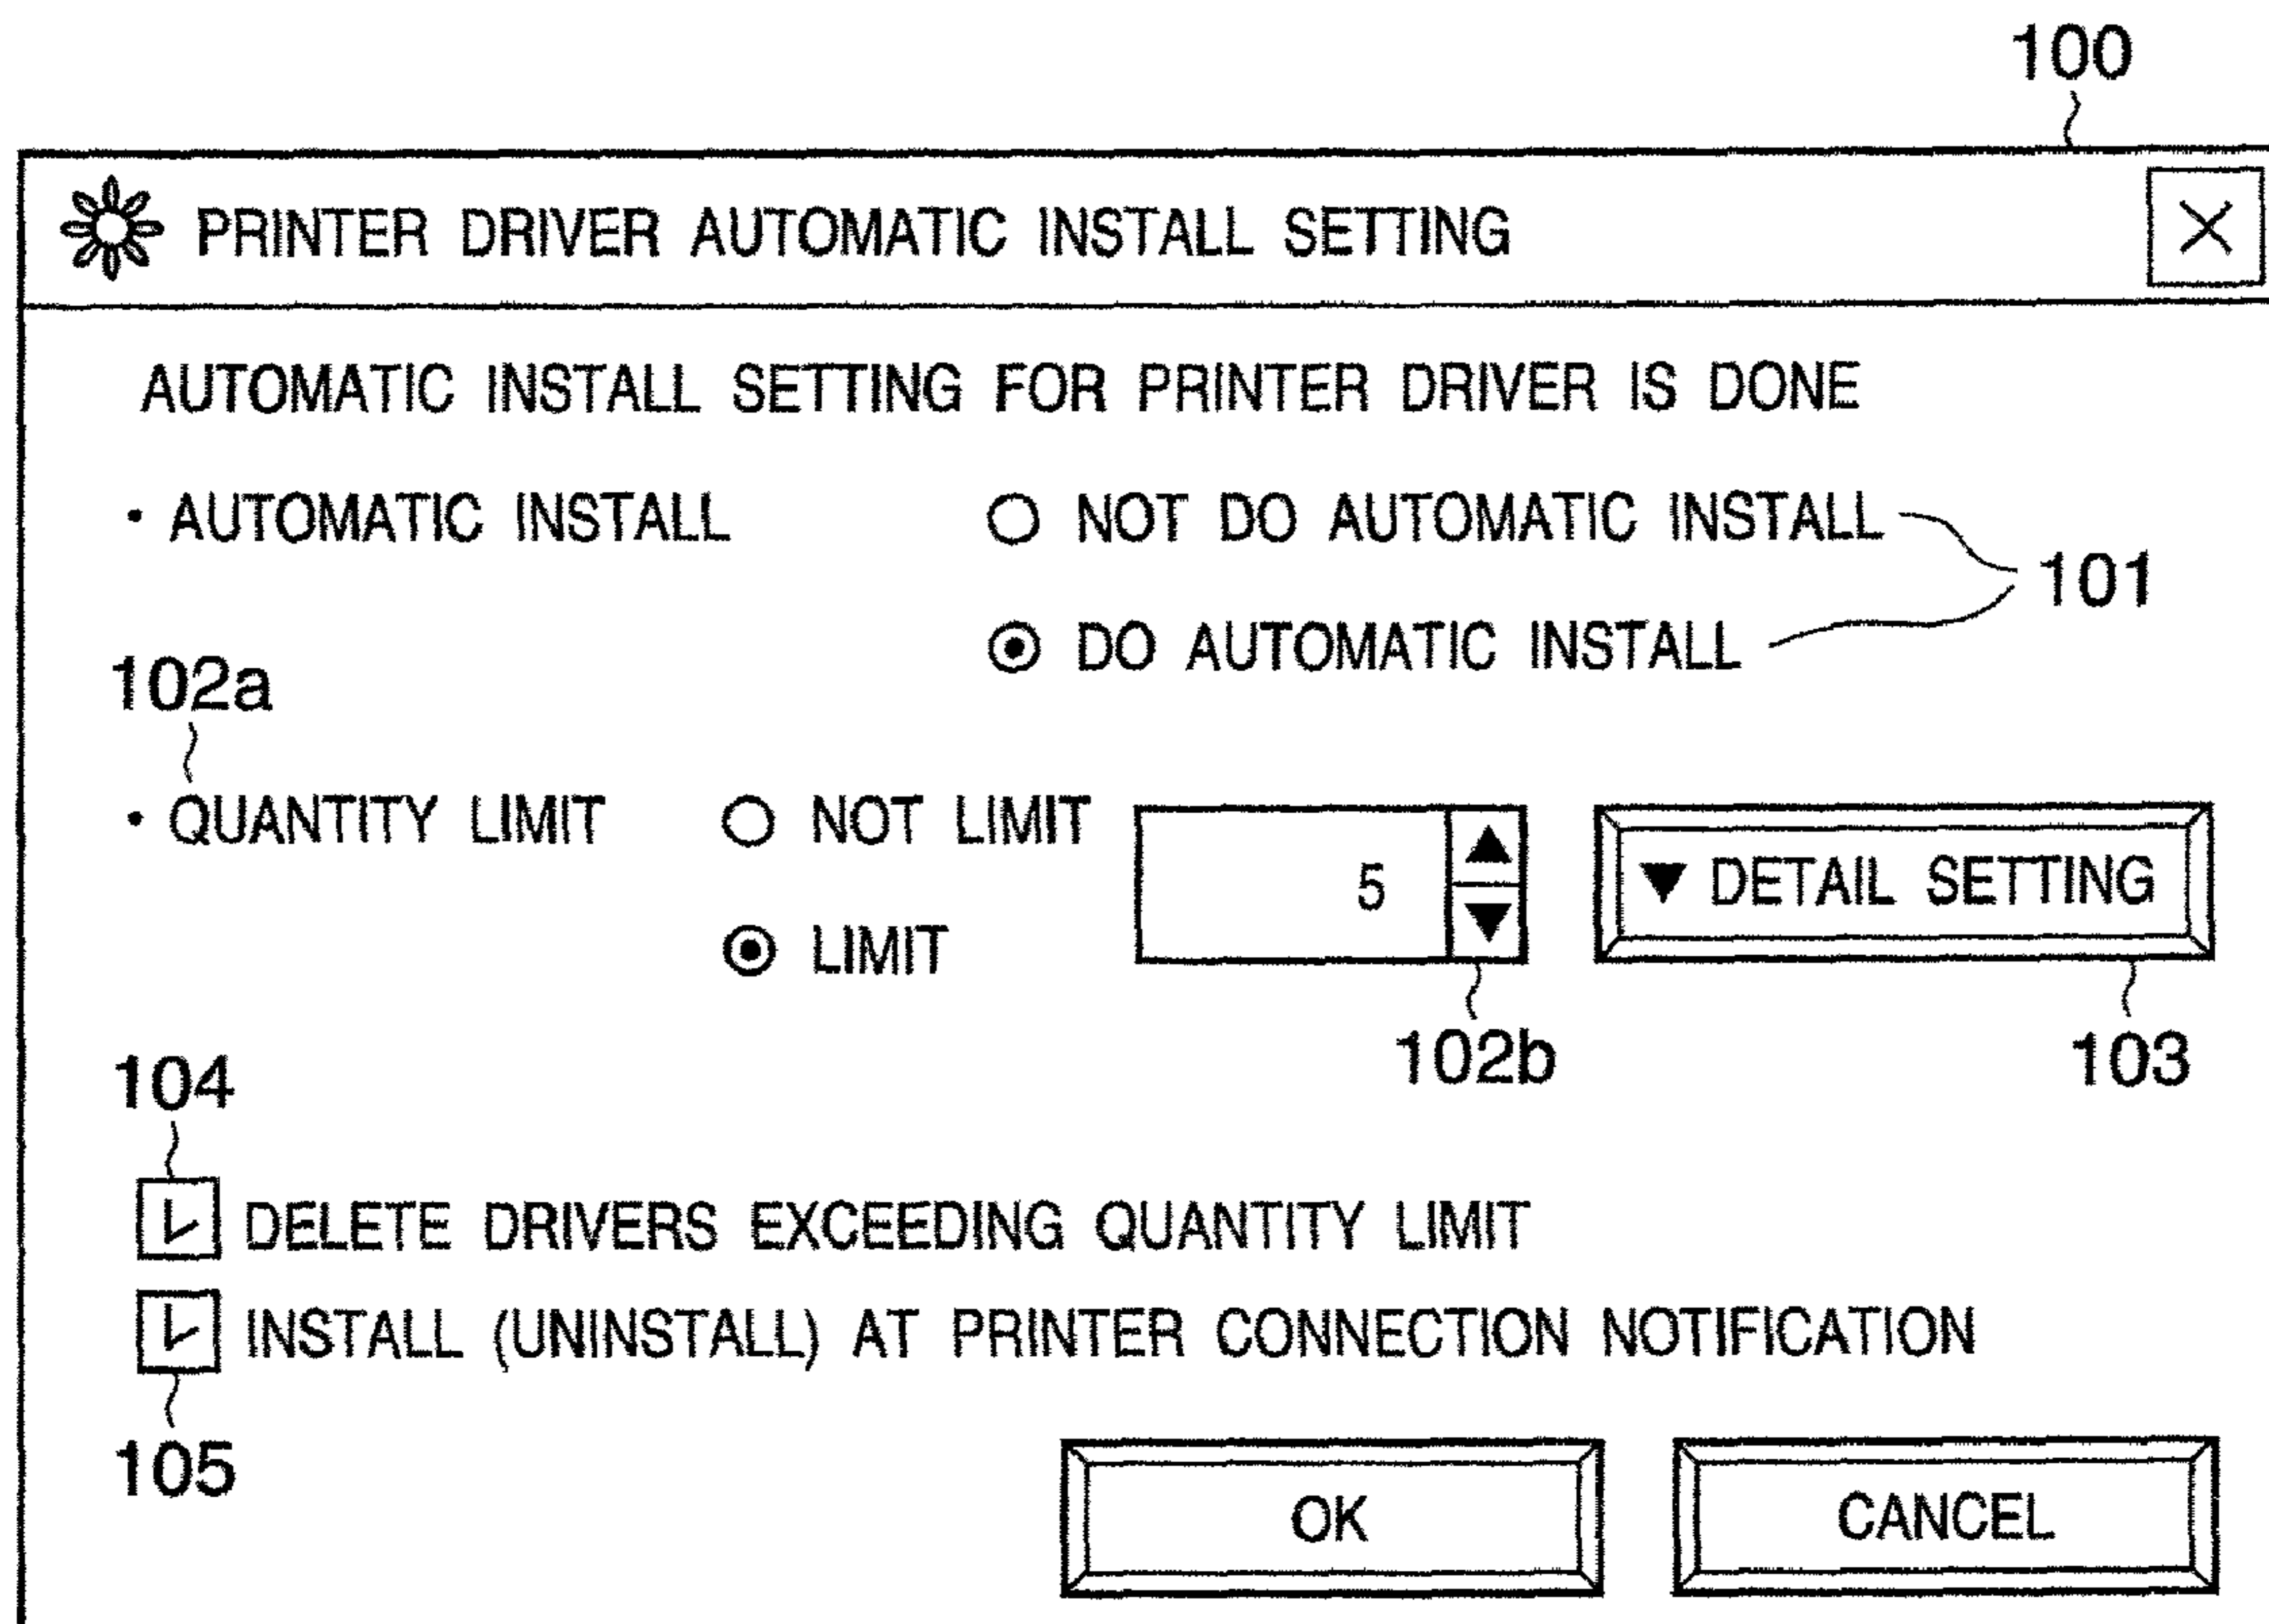 100
PRINTER DRIVER AUTOMATIC INSTALL SETTING
AUTOMATIC INSTALL SETTING FOR PRINTER DRIVER IS DONE
· AUTOMATIC INSTALL
NOT DO AUTOMATIC INSTALL
101
DO AUTOMATIC INSTALL
102a
· QUANTITY LIMIT
NOT LIMIT
LIMIT
5
▼ DETAIL SETTING
102b
103
104
DELETE DRIVERS EXCEEDING QUANTITY LIMIT
INSTALL (UNINSTALL) AT PRINTER CONNECTION NOTIFICATION
105
OK
CANCEL